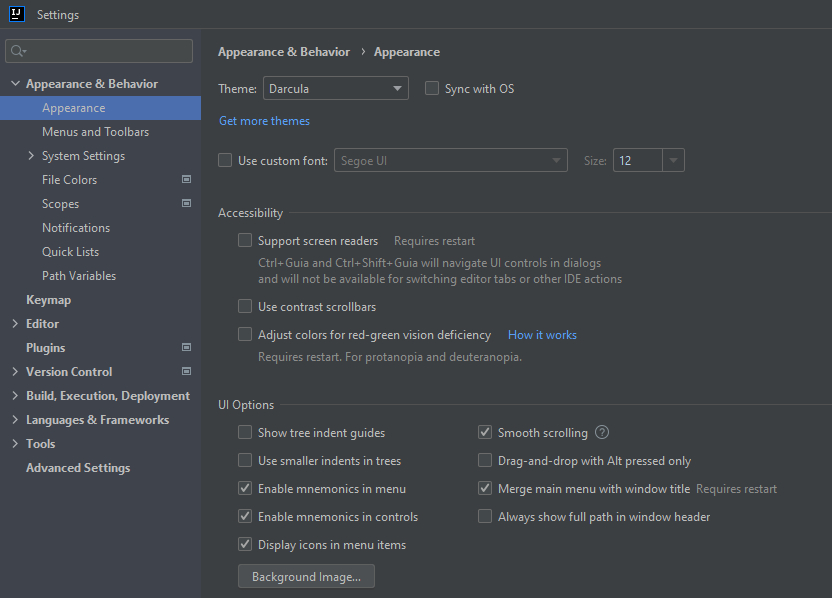 IJ Settings
Appearance & Behavior
Appearance
Menus and Toolbars
System Settings
File Colors
Scopes
Notifications
Quick Lists
Path Variables
Keymap
Editor
Plugins
Version Control
Build, Execution, Deployment
Languages & Frameworks
Tools
Advanced Settings
Appearance & Behavior › Appearance
Theme: Darcula Sync with OS
Get more themes
Use custom font: Segoe UI Size: 12
Accessibility
Support screen readers Requires restart
Ctrl+Guia and Ctrl+Shift+Guia will navigate UI controls in dialogs
and will not be available for switching editor tabs or other IDE actions
Use contrast scrollbars
Adjust colors for red-green vision deficiency How it works
Requires restart. For protanopia and deuteranopia.
UI Options
Show tree indent guides Smooth scrolling ?
Use smaller indents in trees Drag-and-drop with Alt pressed only
Enable mnemonics in menu Merge main menu with window title Requires restart
Enable mnemonics in controls Always show full path in window header
Display icons in menu items
Background Image...